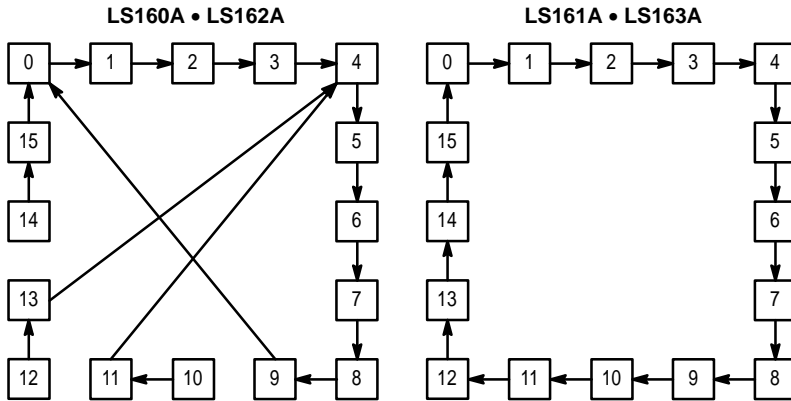 LS160A • LS162A LS161A • LS163A
0 1 2 3 4 0 1 2 3 4
15 5 15 5
14 6 14 6
13 7 13 7
12 11 10 9 8 12 11 10 9 8